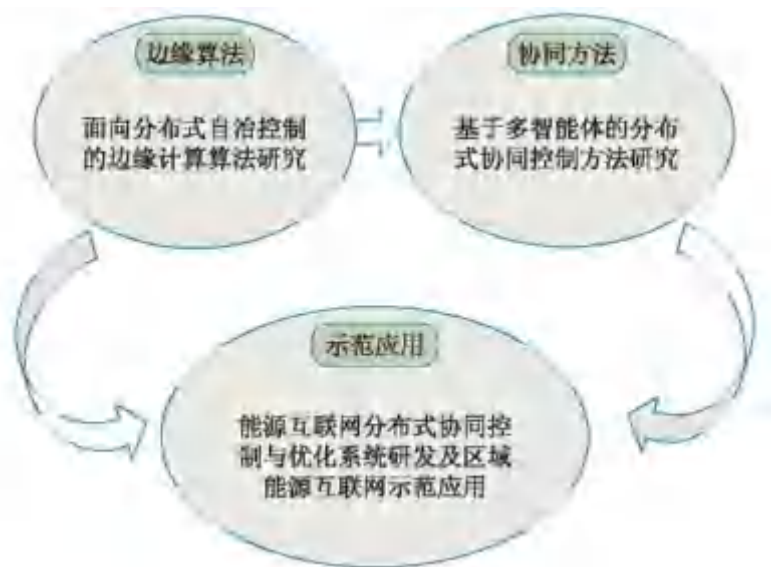 边缘算法
面向分布式自治控制
的边缘计算算法研究
协同方法
基于多智能体的分布
式协同控制方法研究
示范应用
能源互联网分布式协同控
制与优化系统研发及区域
能源互联网示范应用